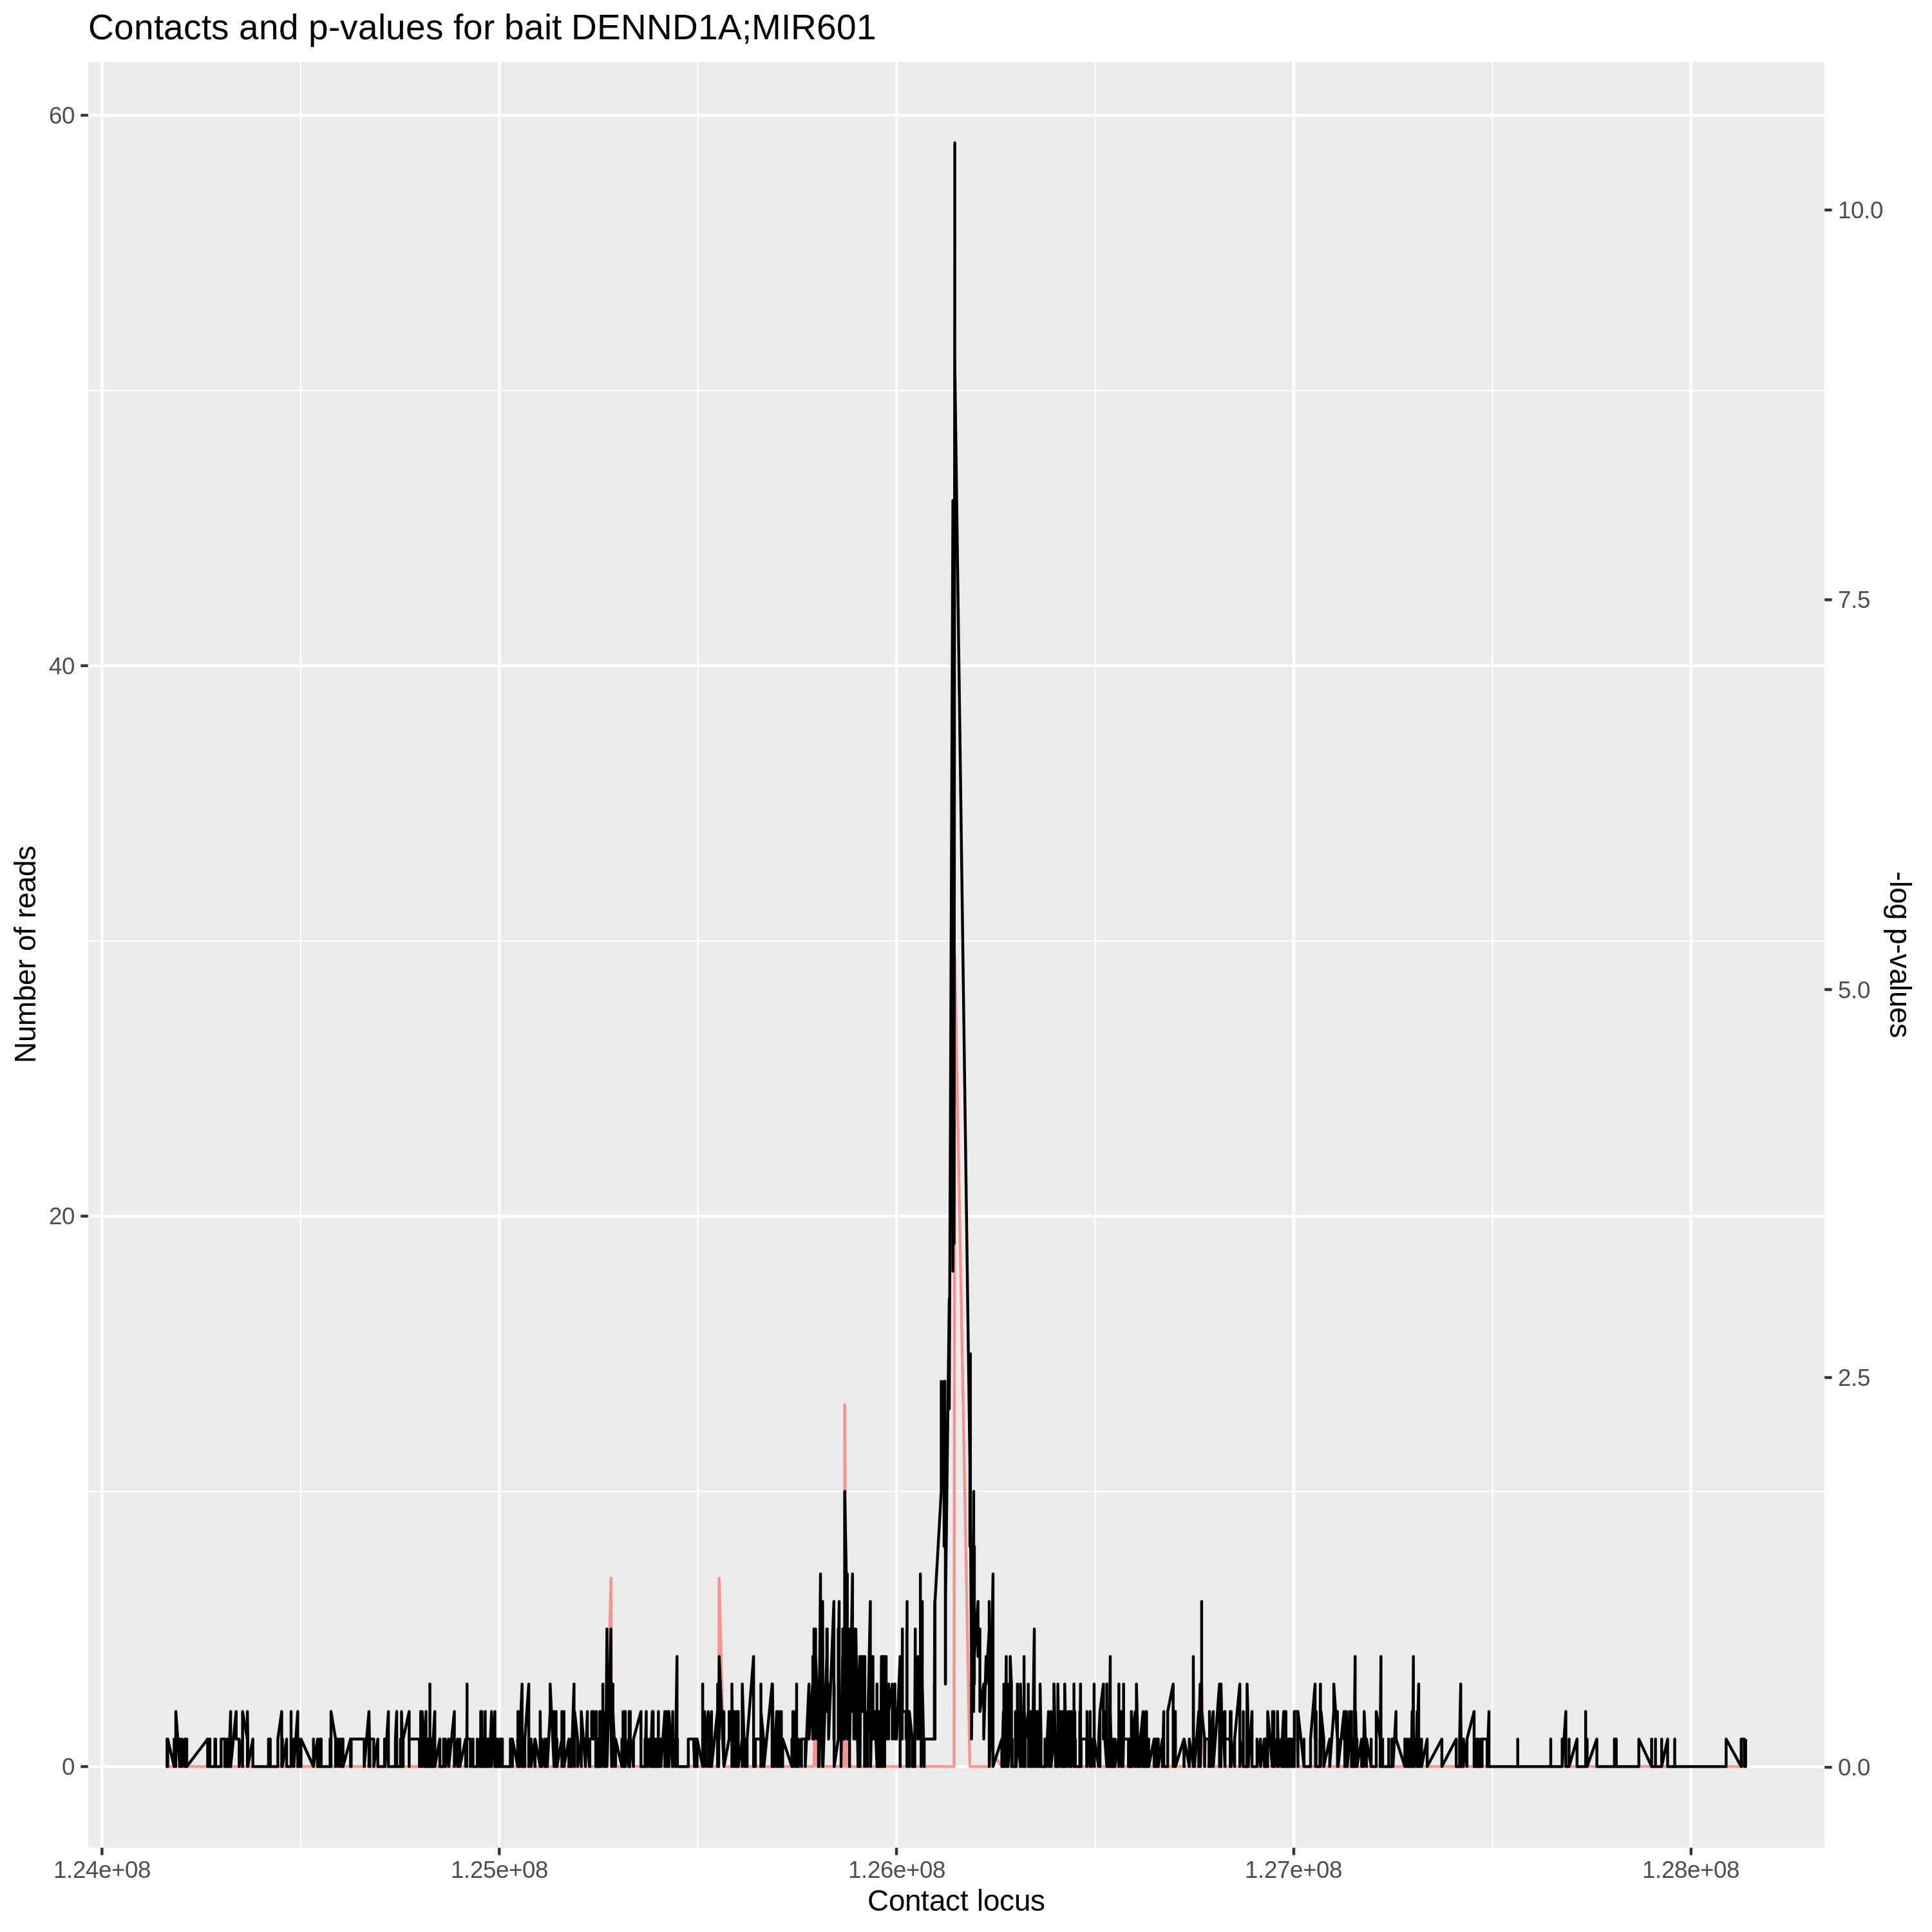 Contacts and p-values for bait DENND1A;MIR601
60
40
20
0
10.0
7.5
5.0
2.5
0.0
Number of reads
-log p-values
1.24e+08 1.25e+08 1.26e+08 1.27e+08 1.28e+08
Contact locus